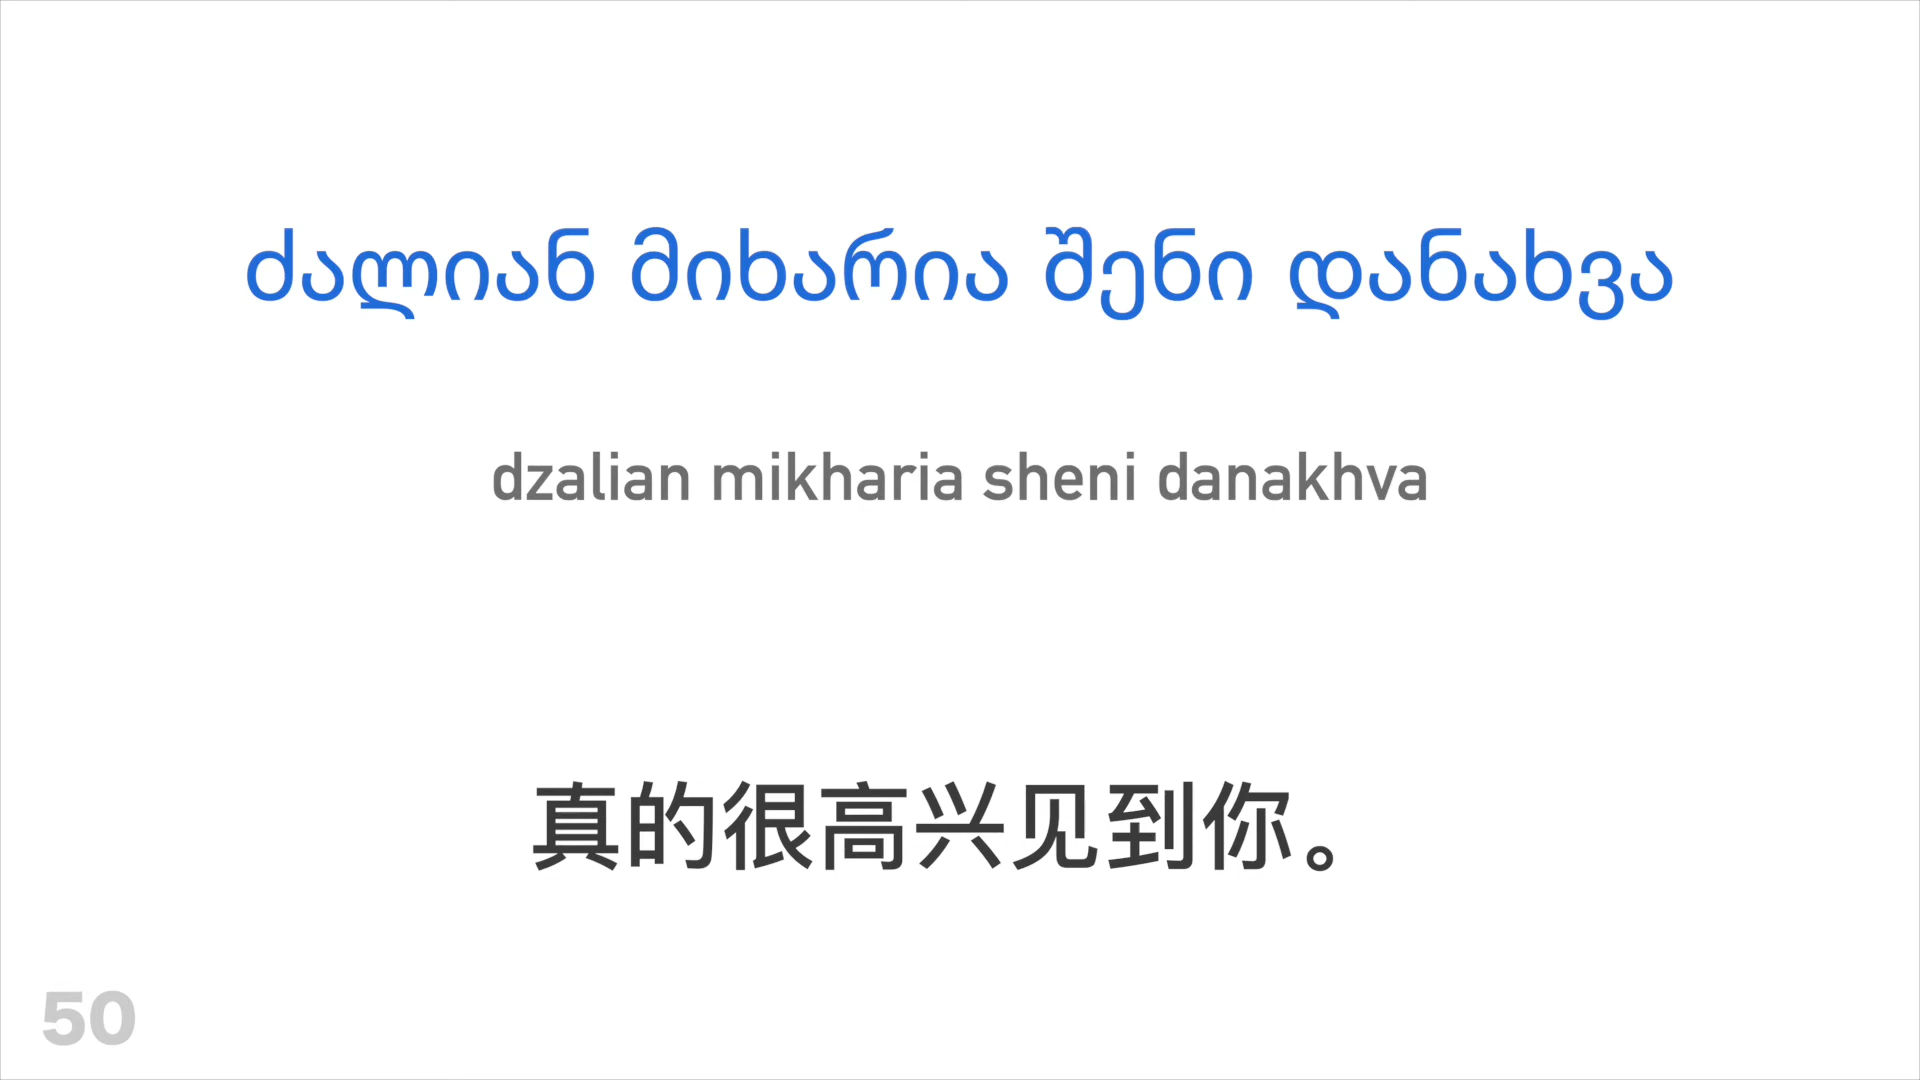 ძალიან მიხარია შენი დანახვა
dzalian mikharia sheni danakhva
真的很高兴见到你。
50